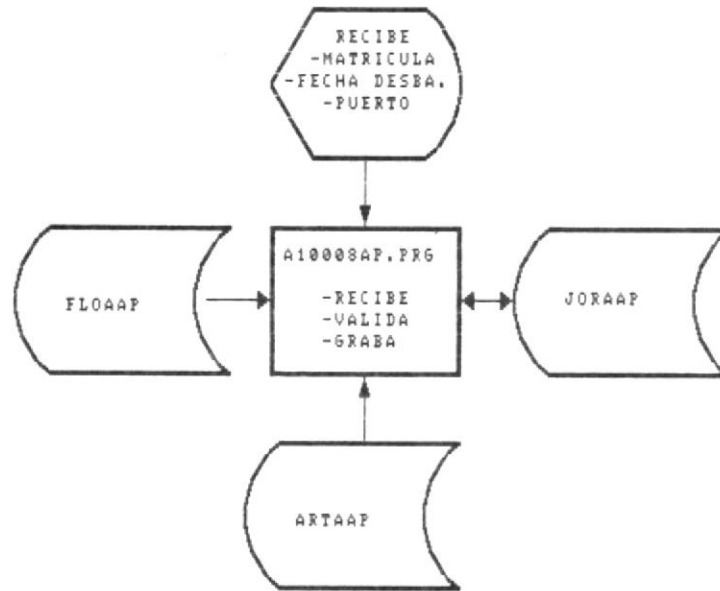 RECIBE
-MATRICULA
-FECHA DESBA.
-PUERTO
A10008AP.PRG
-RECIBE
-VALIDA
-GRABA
FLOAAP
JORAAP
ARTAAP